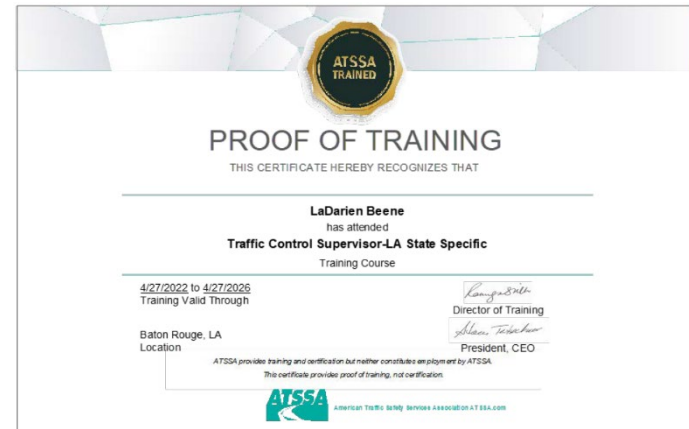 ATSSA
TRAINED
PROOF OF TRAINING
THIS CERTIFICATE HEREBY RECOGNIZES THAT
LaDarien Beene
has attended
Traffic Control Supervisor-LA State Specific
Training Course
4/27/2022 to 4/27/2026
Training Valid Through
Director of Training
Baton Rouge, LA
Location
President, CEO
ATSSA provides training and certification but neither constitutes employment by ATSSA.
This certificate provides proof of training, not certification.
ATSSA
American Traffic Safety Services Association ATSSA.com